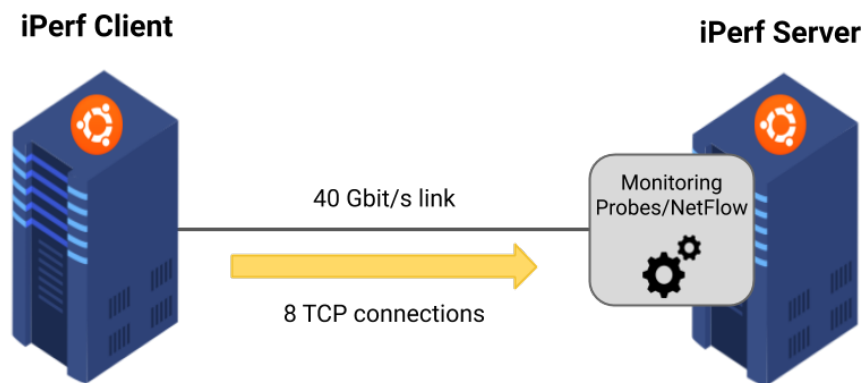 iPerf Client
iPerf Server
Monitoring
Probes/NetFlow
40 Gbit/s link
8 TCP connections